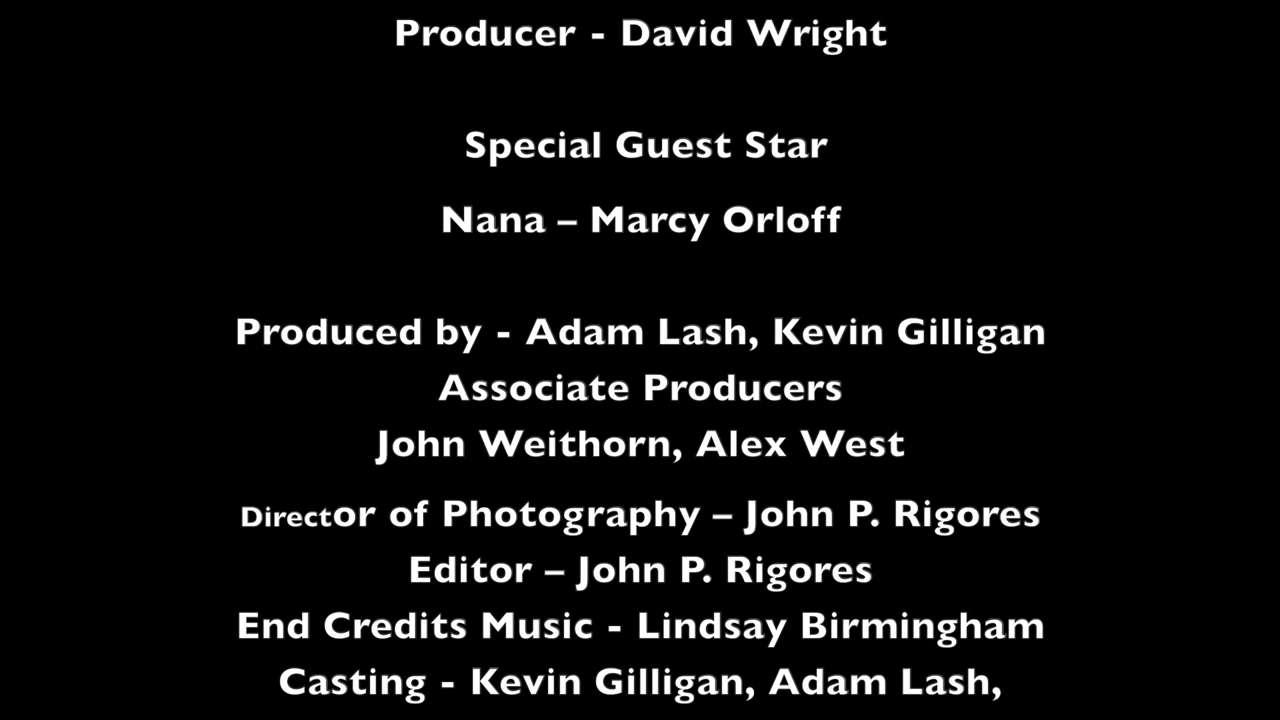 Producer - David Wright
Special Guest Star
Nana – Marcy Orloff
Produced by - Adam Lash, Kevin Gilligan
Associate Producers
John Weithorn, Alex West
Director of Photography – John P. Rigores
Editor – John P. Rigores
End Credits Music - Lindsay Birmingham
Casting - Kevin Gilligan, Adam Lash,